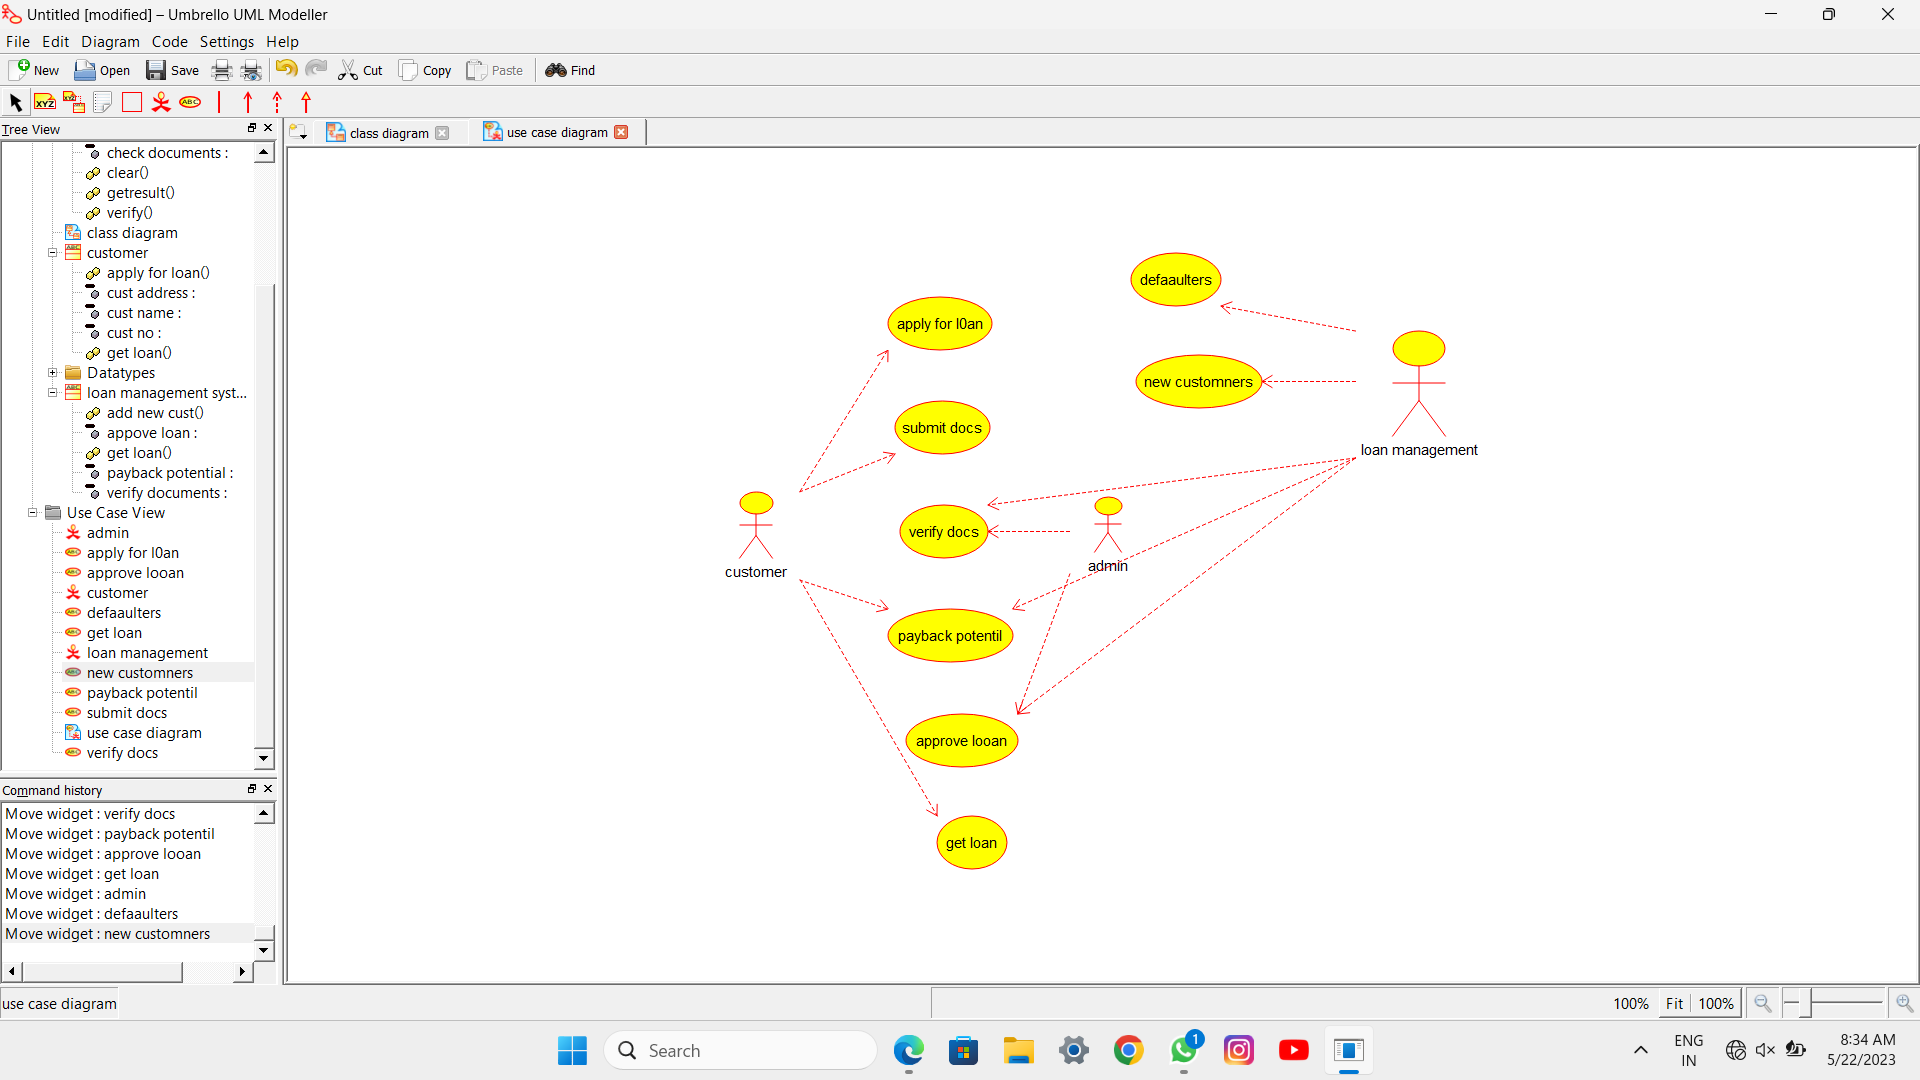 Untitled [modified] – Umbrello UML Modeller
File Edit Diagram Code Settings Help
New Open Save Cut Copy Paste Find
XYZ XYZ ABC
Tree View
class diagram
use case diagram
check documents :
clear()
getresult()
verify()
class diagram
customer
apply for loan()
cust address :
cust name :
cust no :
get loan()
Datatypes
loan management syst...
add new cust()
appove loan :
get loan()
payback potential :
verify documents :
Use Case View
admin
apply for l0an
approve looan
customer
defaaulters
get loan
loan management
new customners
payback potentil
submit docs
use case diagram
verify docs
Command history
Move widget : verify docs
Move widget : payback potentil
Move widget : approve looan
Move widget : get loan
Move widget : admin
Move widget : defaaulters
Move widget : new customners
defaaulters
apply for l0an
new customners
submit docs
loan management
verify docs
admin
customer
payback potentil
approve looan
get loan
use case diagram
100% Fit 100%
Search
1
ENG
IN
8:34 AM
5/22/2023